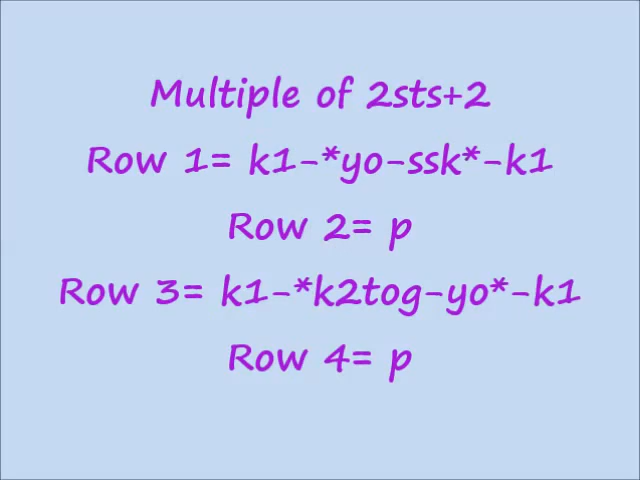 Multiple of 2sts+2
Row 1= k1-*yo-ssk*-k1
Row 2= p
Row 3= k1-*k2tog-yo*-k1
Row 4= p